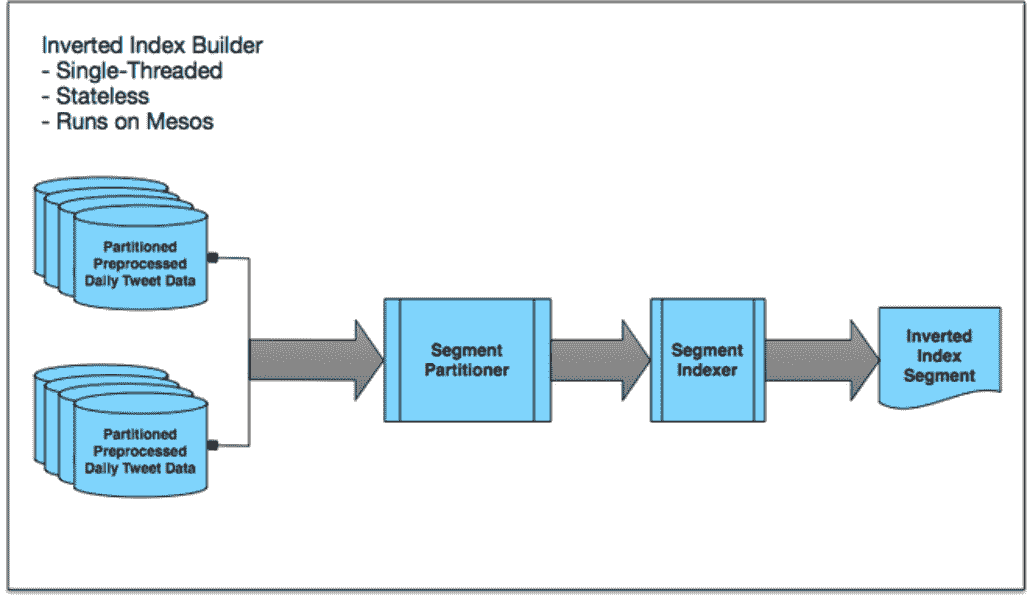 Inverted Index Builder
- Single-Threaded
- Stateless
- Runs on Mesos
Partitioned
Preprocessed
Daily Tweet Data
Partitioned
Preprocessed
Daily Tweet Data
Segment
Partitioner
Segment
Indexer
Inverted
Index
Segment